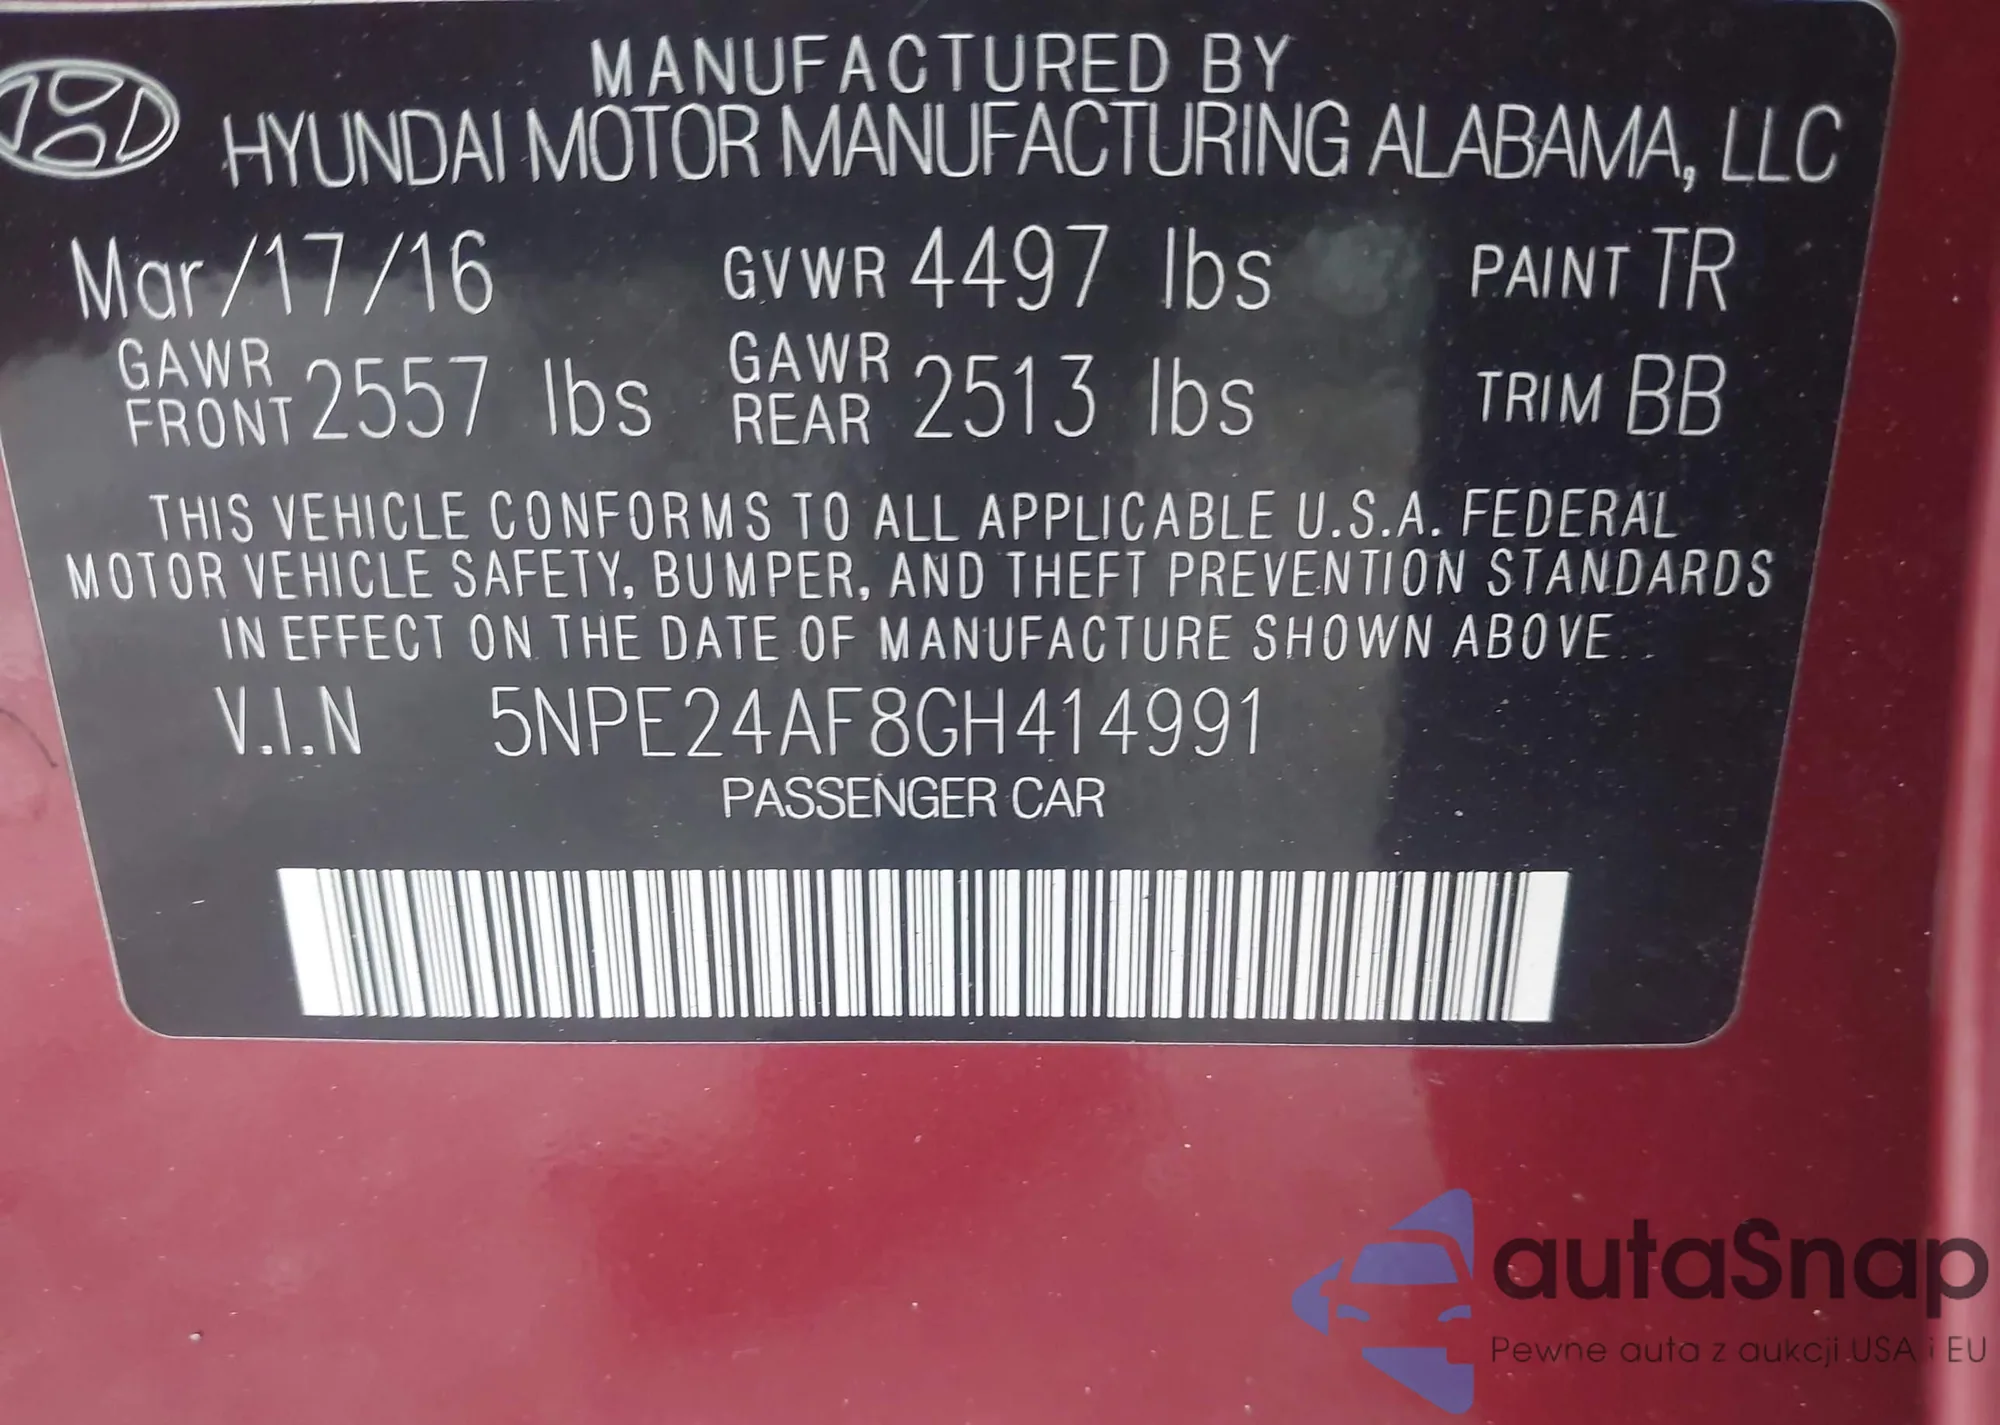 MANUFACTURED BY
HYUNDAI MOTOR MANUFACTURING ALABAMA, LLC
Mar/17/16 GVWR 4497 lbs PAINT TR
GAWR FRONT 2557 lbs GAWR REAR 2513 lbs TRIM BB
THIS VEHICLE CONFORMS TO ALL APPLICABLE U.S.A. FEDERAL
MOTOR VEHICLE SAFETY, BUMPER, AND THEFT PREVENTION STANDARDS
IN EFFECT ON THE DATE OF MANUFACTURE SHOWN ABOVE.
V.I.N 5NPE24AF8GH414991
PASSENGER CAR
autaSnap
Pewne auta z aukcji USA i EU